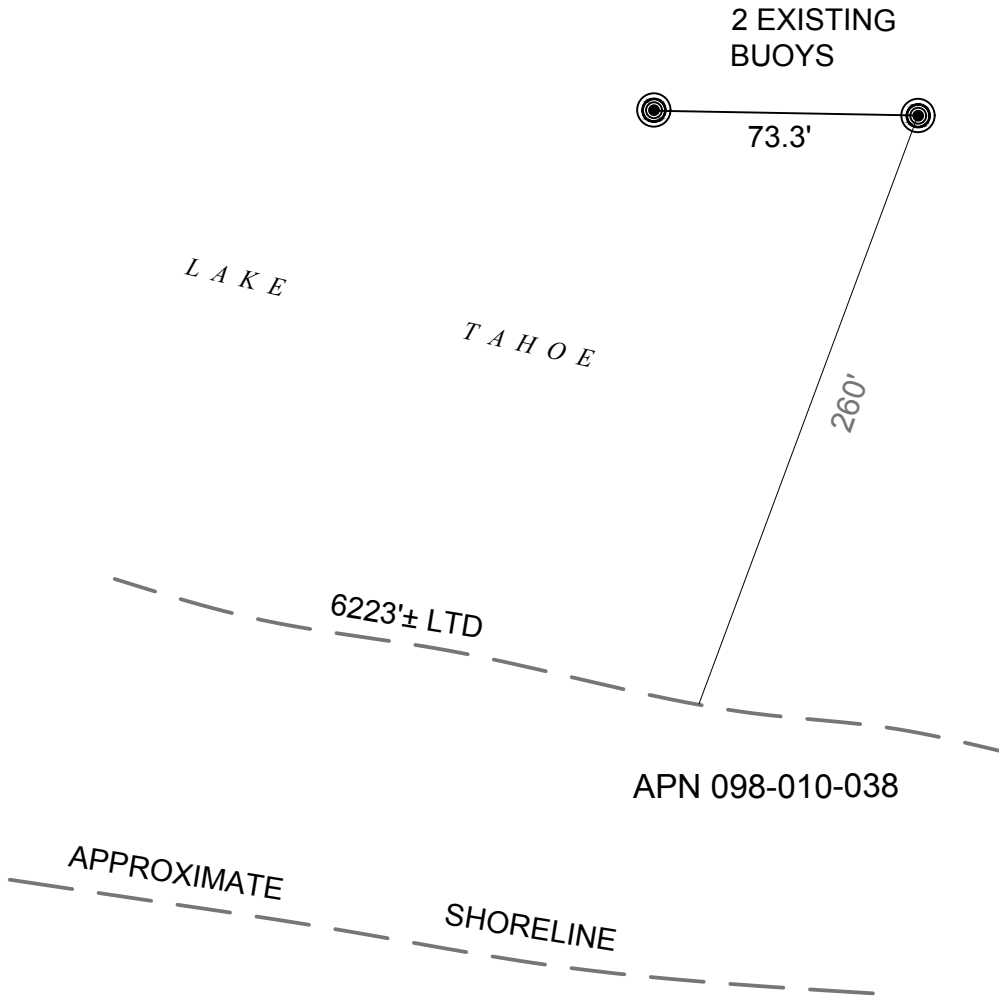 2 EXISTING
BUOYS
73.3'
LAKE
TAHOE
260'
6223'± LTD
APN 098-010-038
APPROXIMATE
SHORELINE